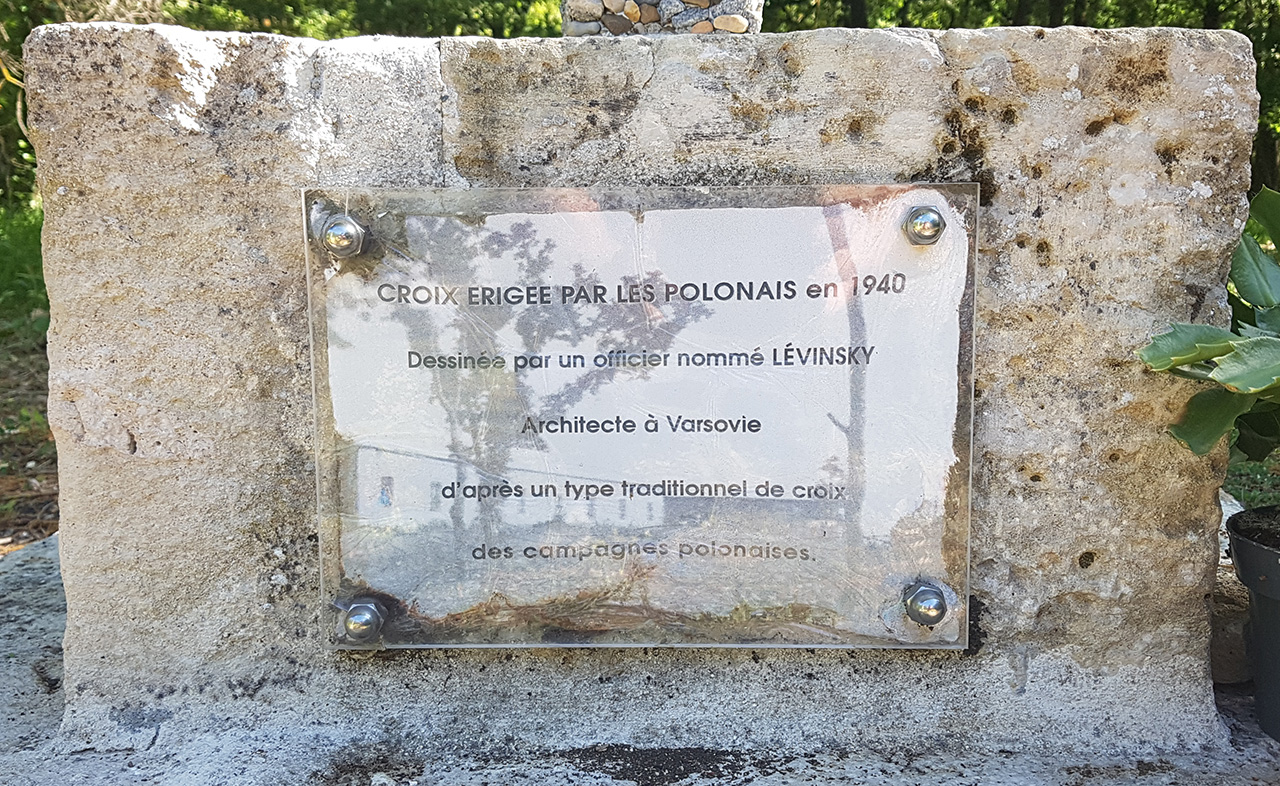 CROIX ERIGEE PAR LES POLONAIS en 1940
Dessinée par un officier nommé LÉVINSKY
Architecte à Varsovie
d'après un type traditionnel de croix
des campagnes polonaises.